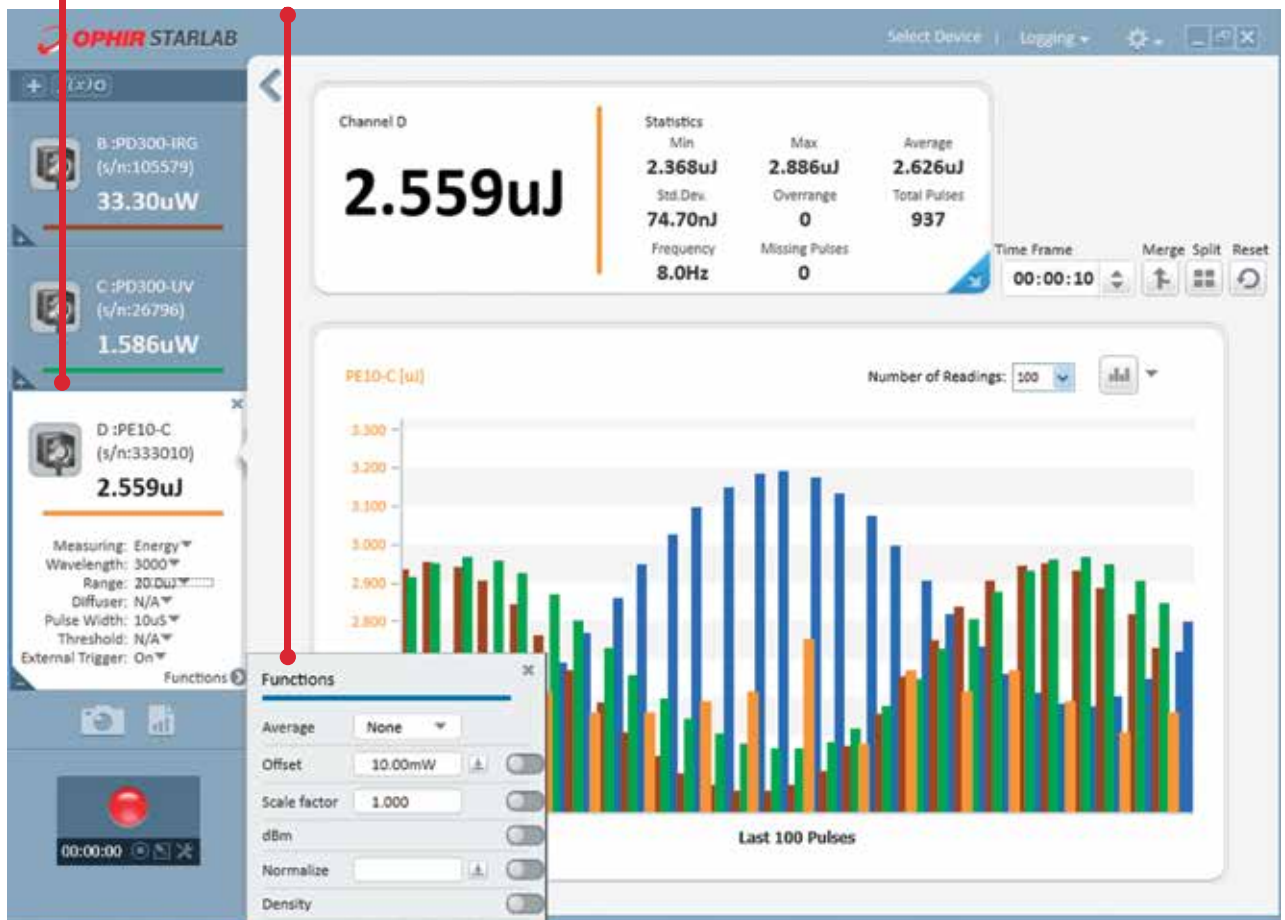 OPHIR STARLAB
Select Device | Logging
B :PD300-IRG
(s/n:105579)
33.30uW
C :PD300-UV
(s/n:26796)
1.586uW
D :PE10-C
(s/n:333010)
2.559uJ
Measuring: Energy
Wavelength: 3000
Range: 20.0uJ
Diffuser: N/A
Pulse Width: 10uS
Threshold: N/A
External Trigger: On
Functions
00:00:00
Channel D
2.559uJ
Statistics
Min Max Average
2.368uJ 2.886uJ 2.626uJ
Std.Dev. Overrange Total Pulses
74.70nJ 0 937
Frequency Missing Pulses
8.0Hz 0
Time Frame Merge Split Reset
00:00:10
PE10-C [uJ]
Number of Readings: 100
3.300
3.200
3.100
3.000
2.900
2.800
Last 100 Pulses
Functions
Average None
Offset 10.00mW
Scale factor 1.000
dBm
Normalize
Density